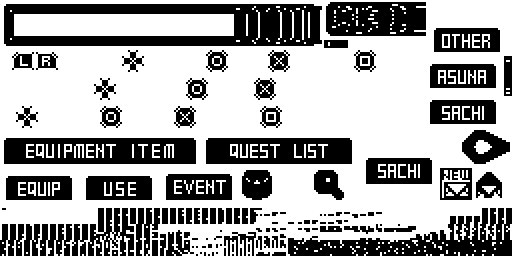 OTHER
L R
ASUNA
SACHI
EQUIPMENT ITEM
QUEST LIST
SACHI
EQUIP
USE
EVENT
NEW